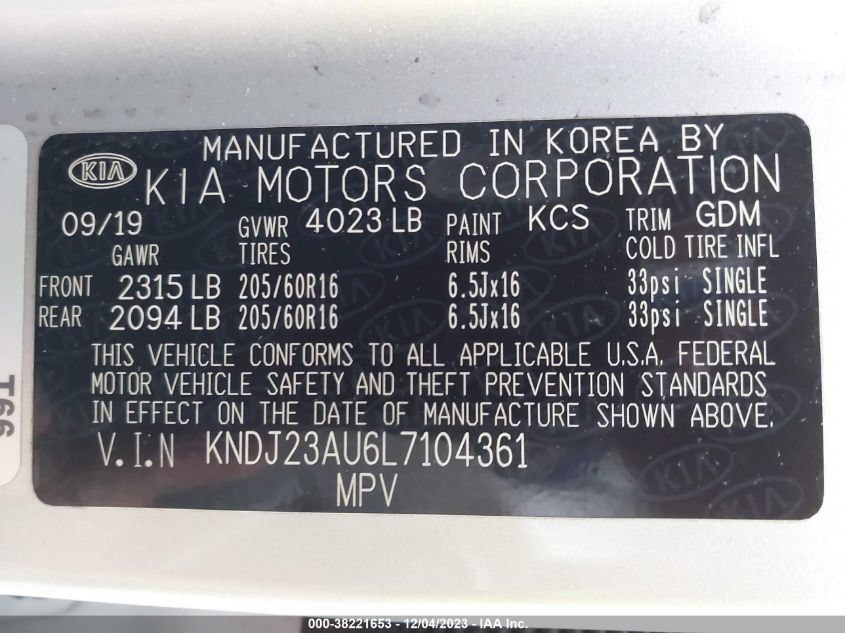 MANUFACTURED IN KOREA BY
KIA KIA MOTORS CORPORATION
09/19 GVWR 4023 LB PAINT KCS TRIM GDM
GAWR TIRES RIMS COLD TIRE INFL
FRONT 2315 LB 205/60R16 6.5Jx16 33psi SINGLE
REAR 2094 LB 205/60R16 6.5Jx16 33psi SINGLE
THIS VEHICLE CONFORMS TO ALL APPLICABLE U.S.A. FEDERAL
MOTOR VEHICLE SAFETY AND THEFT PREVENTION STANDARDS
IN EFFECT ON THE DATE OF MANUFACTURE SHOWN ABOVE.
V.I.N KNDJ23AU6L7104361
MPV
T66
000-38221653 - 12/04/2023 - IAA Inc.